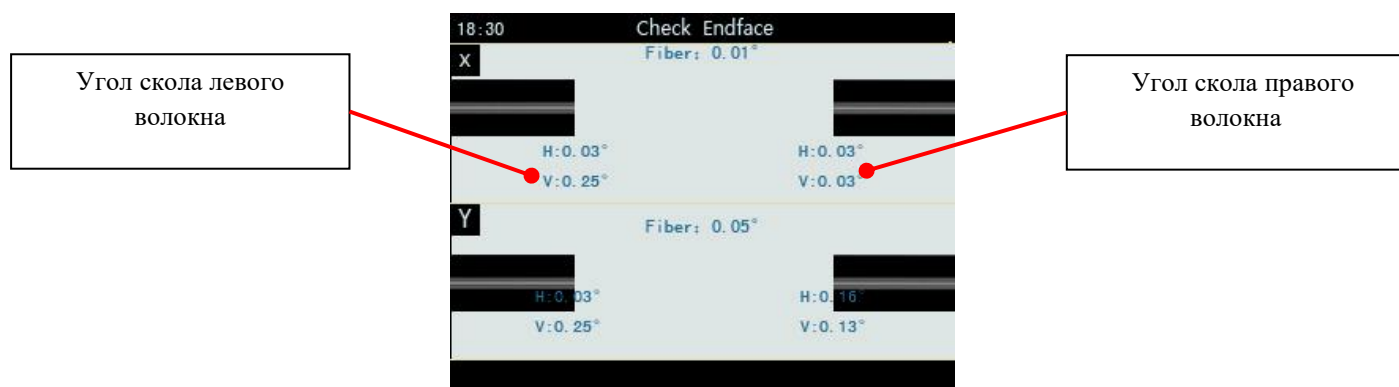 18:30 Check Endface
X
Fiber: 0.01°
Угол скола левого
волокна
Угол скола правого
волокна
H:0.03° H:0.03°
V:0.25° V:0.03°
Y
Fiber: 0.05°
H:0.03° H:0.16°
V:0.25° V:0.13°